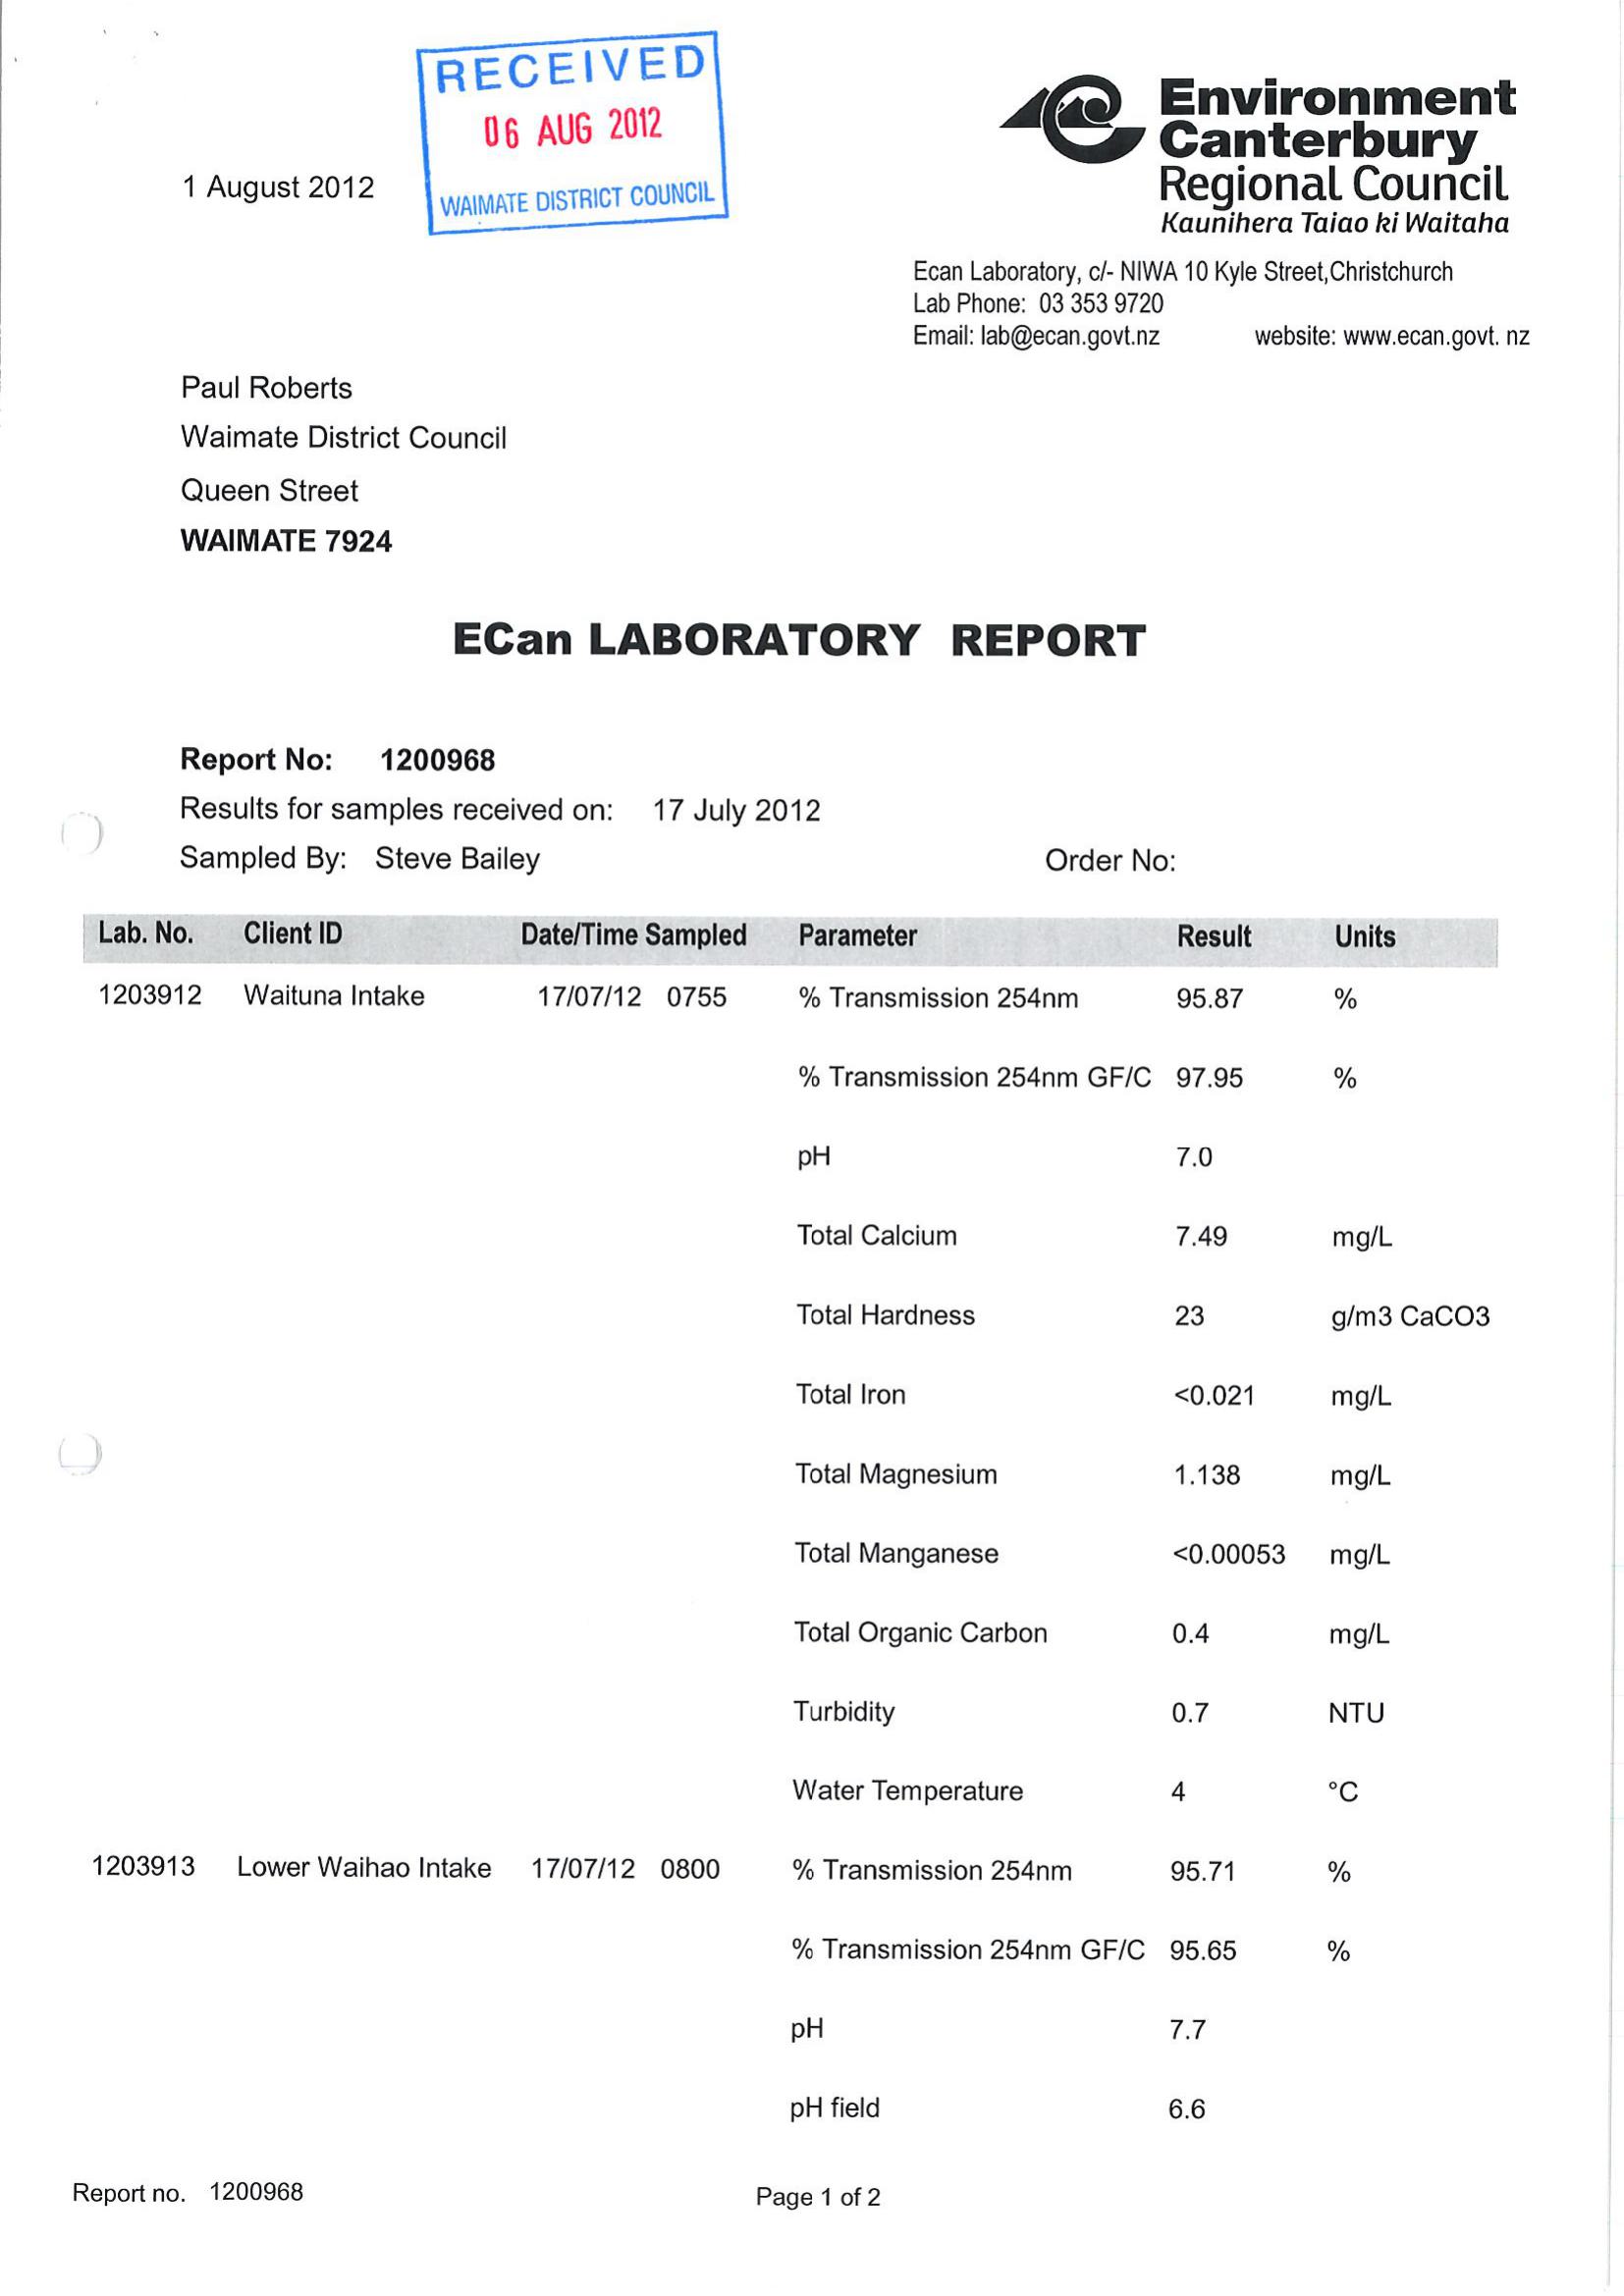 RECEIVED
06 AUG 2012
WAIMATE DISTRICT COUNCIL
Environment
Canterbury
Regional Council
Kaunihera Taiao ki Waitaha
1 August 2012
Ecan Laboratory, c/- NIWA 10 Kyle Street,Christchurch
Lab Phone: 03 353 9720
Email: lab@ecan.govt.nz website: www.ecan.govt. nz
Paul Roberts
Waimate District Council
Queen Street
WAIMATE 7924
ECan LABORATORY REPORT
Report No: 1200968
Results for samples received on: 17 July 2012
Sampled By: Steve Bailey Order No:
Lab. No. Client ID Date/Time Sampled Parameter Result Units
1203912 Waituna Intake 17/07/12 0755 % Transmission 254nm 95.87 %
% Transmission 254nm GF/C 97.95 %
pH 7.0
Total Calcium 7.49 mg/L
Total Hardness 23 g/m3 CaCO3
Total Iron <0.021 mg/L
Total Magnesium 1.138 mg/L
Total Manganese <0.00053 mg/L
Total Organic Carbon 0.4 mg/L
Turbidity 0.7 NTU
Water Temperature 4 °C
1203913 Lower Waihao Intake 17/07/12 0800 % Transmission 254nm 95.71 %
% Transmission 254nm GF/C 95.65 %
pH 7.7
pH field 6.6
Report no. 1200968 Page 1 of 2